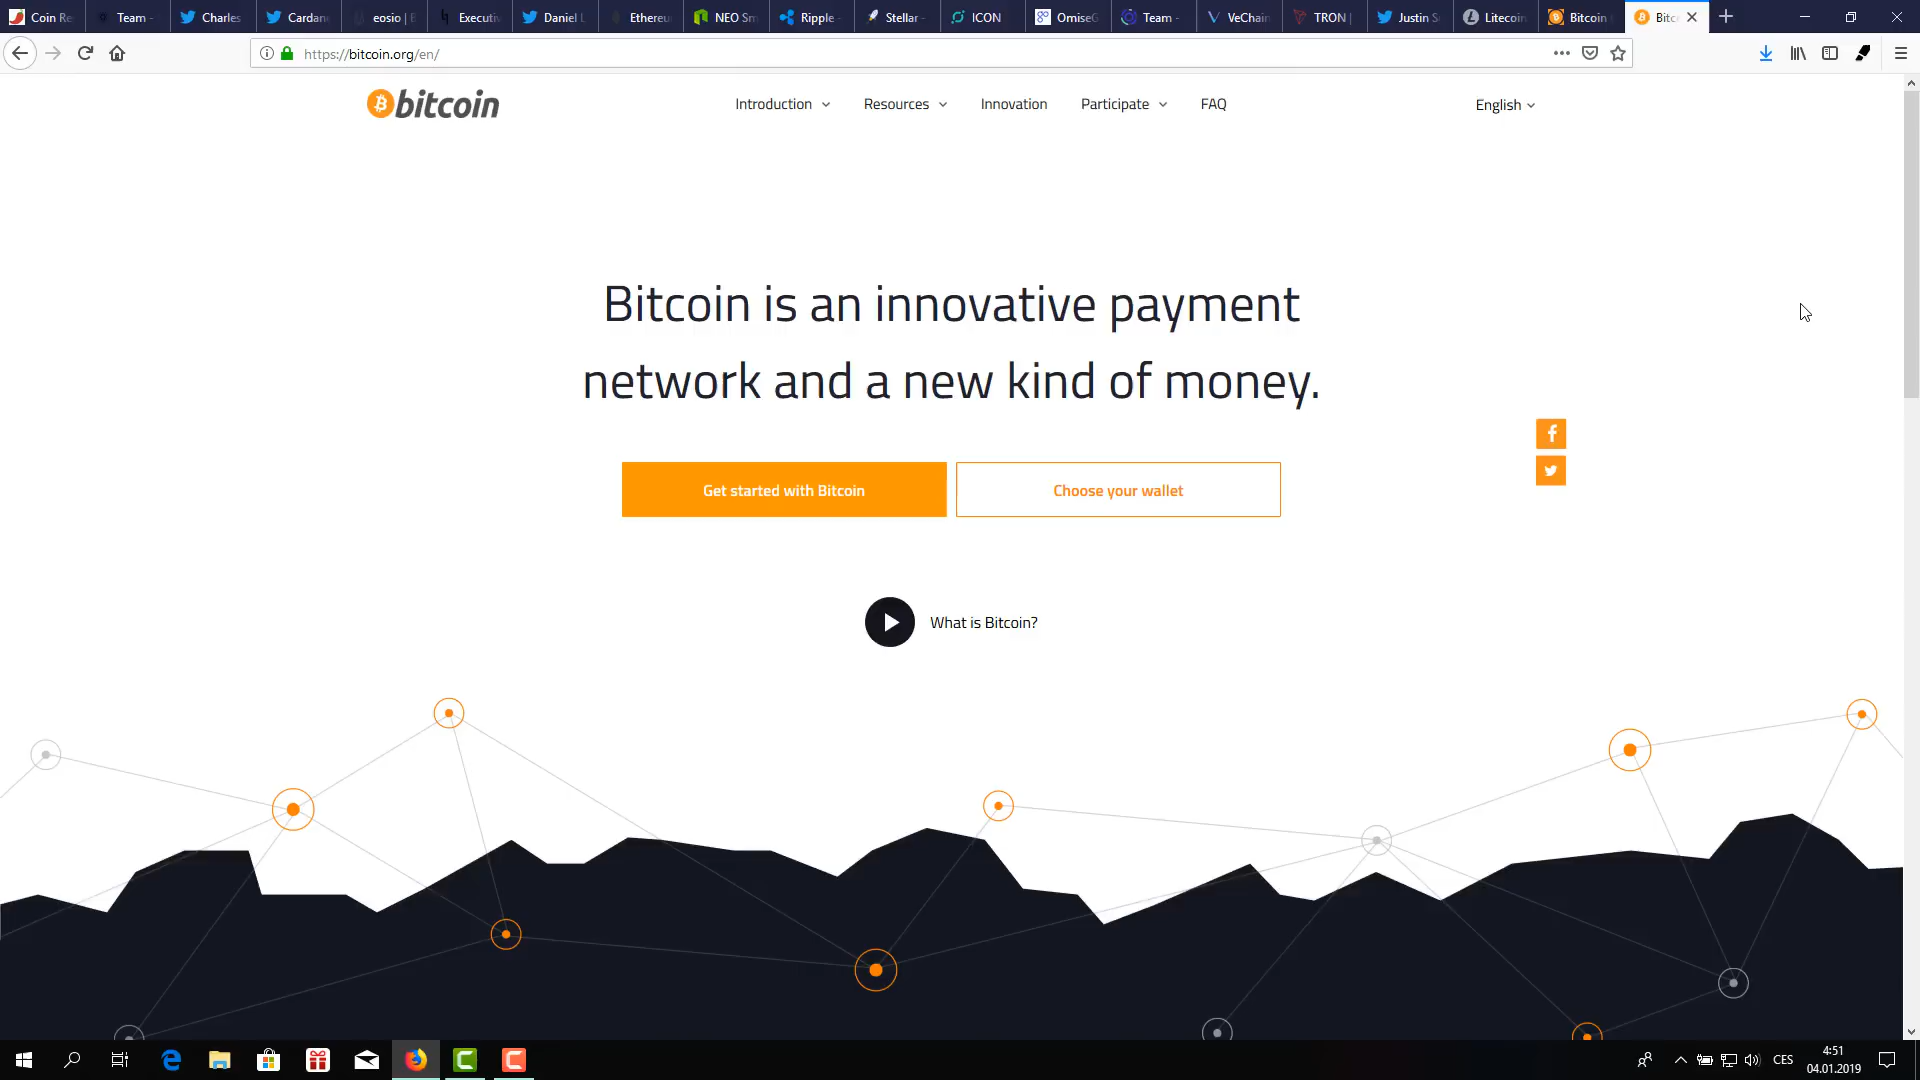 Coin Re
Team -
Charles
Cardan
eosio | B
Executiv
Daniel L
Ethereu
NEO Sm
Ripple -
Stellar -
ICON
OmiseG
Team -
VeChain
TRON |
Justin S
Litecoin
Bitcoin
Bitc
https://bitcoin.org/en/
bitcoin
Introduction
Resources
Innovation
Participate
FAQ
English
Bitcoin is an innovative payment
network and a new kind of money.
Get started with Bitcoin
Choose your wallet
What is Bitcoin?
CES
4:51
04.01.2019